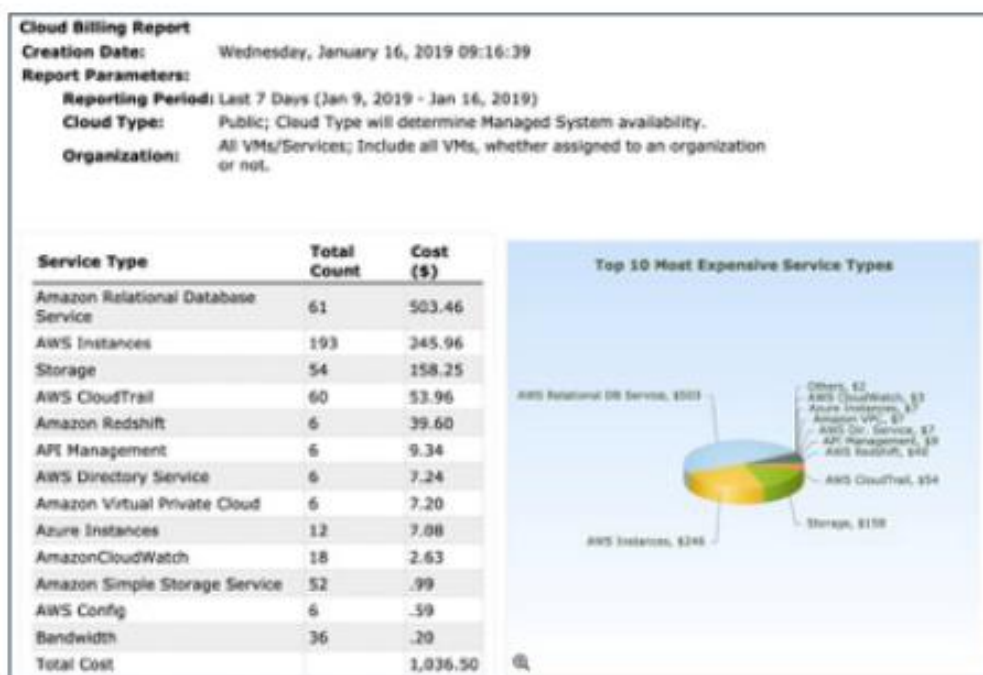 Cloud Billing Report
Creation Date: Wednesday, January 16, 2019 09:16:39
Report Parameters:
Reporting Period: Last 7 Days (Jan 9, 2019 - Jan 16, 2019)
Cloud Type: Public; Cloud Type will determine Managed System availability.
Organization: All VMs/Services; Include all VMs, whether assigned to an organization
or not.
Service Type Total Count Cost ($)
Amazon Relational Database
Service 61 503.46
AWS Instances 193 245.96
Storage 54 158.25
AWS CloudTrail 60 53.96
Amazon Redshift 6 39.60
API Management 6 9.34
AWS Directory Service 6 7.24
Amazon Virtual Private Cloud 6 7.20
Azure Instances 12 7.08
AmazonCloudWatch 18 2.63
Amazon Simple Storage Service 52 .99
AWS Config 6 .59
Bandwidth 36 .20
Total Cost 1,036.50
Top 10 Most Expensive Service Types
AWS Relational DB Service, $503
Others, $2
AWS CloudWatch, $3
Azure Instances, $7
Amazon VPC, $7
AWS Dir. Service, $7
API Management, $9
AWS Redshift, $40
AWS CloudTrail, $54
Storage, $158
AWS Instances, $246